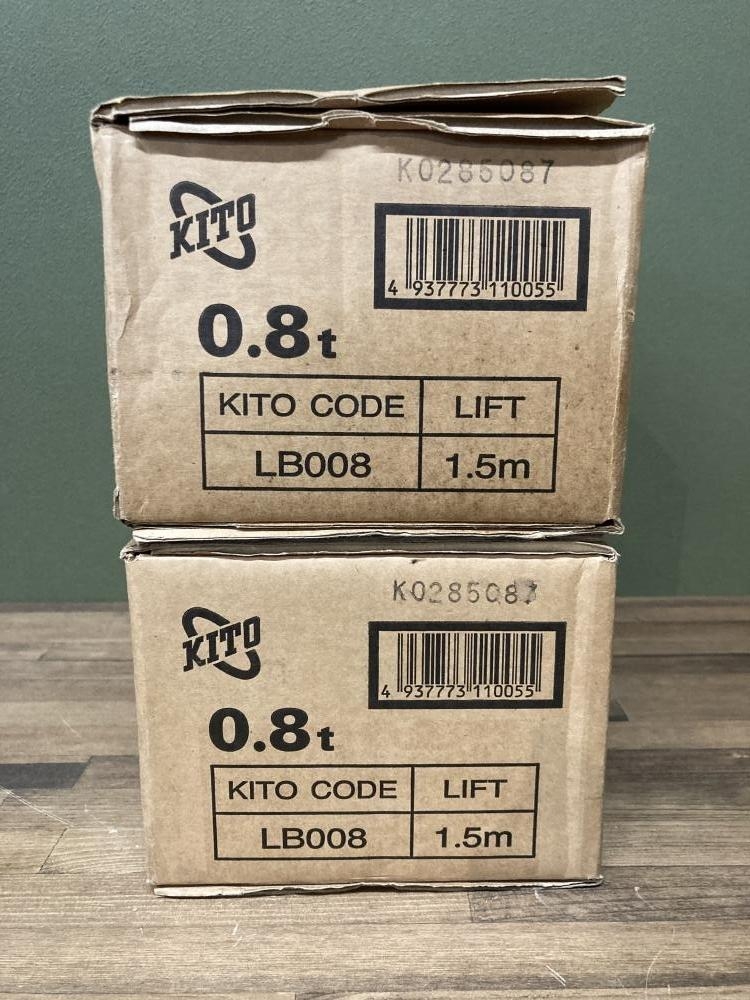 K0285087
KITO
4 937773 110055
0.8t
KITO CODE LIFT
LB008 1.5m
K0285087
KITO
4 937773 110055
0.8t
KITO CODE LIFT
LB008 1.5m